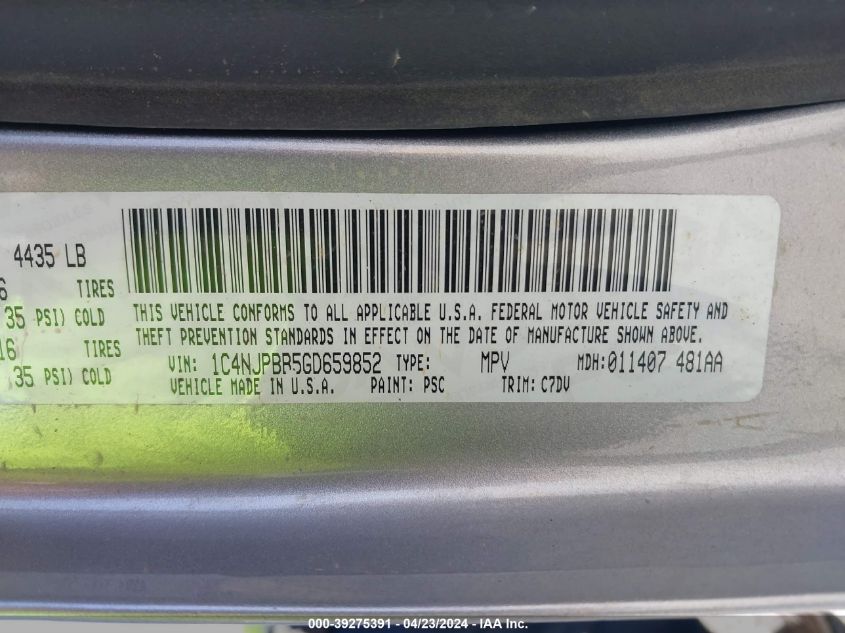 4435 LB
6 TIRES
35 PSI) COLD
16 TIRES
35 PSI) COLD
THIS VEHICLE CONFORMS TO ALL APPLICABLE U.S.A. FEDERAL MOTOR VEHICLE SAFETY AND
THEFT PREVENTION STANDARDS IN EFFECT ON THE DATE OF MANUFACTURE SHOWN ABOVE.
VIN: 1C4NJPBR5GD659852 TYPE: MPV MDH:011407 481AA
VEHICLE MADE IN U.S.A. PAINT: PSC TRIM: C7DV
000-39275391 - 04/23/2024 - IAA Inc.